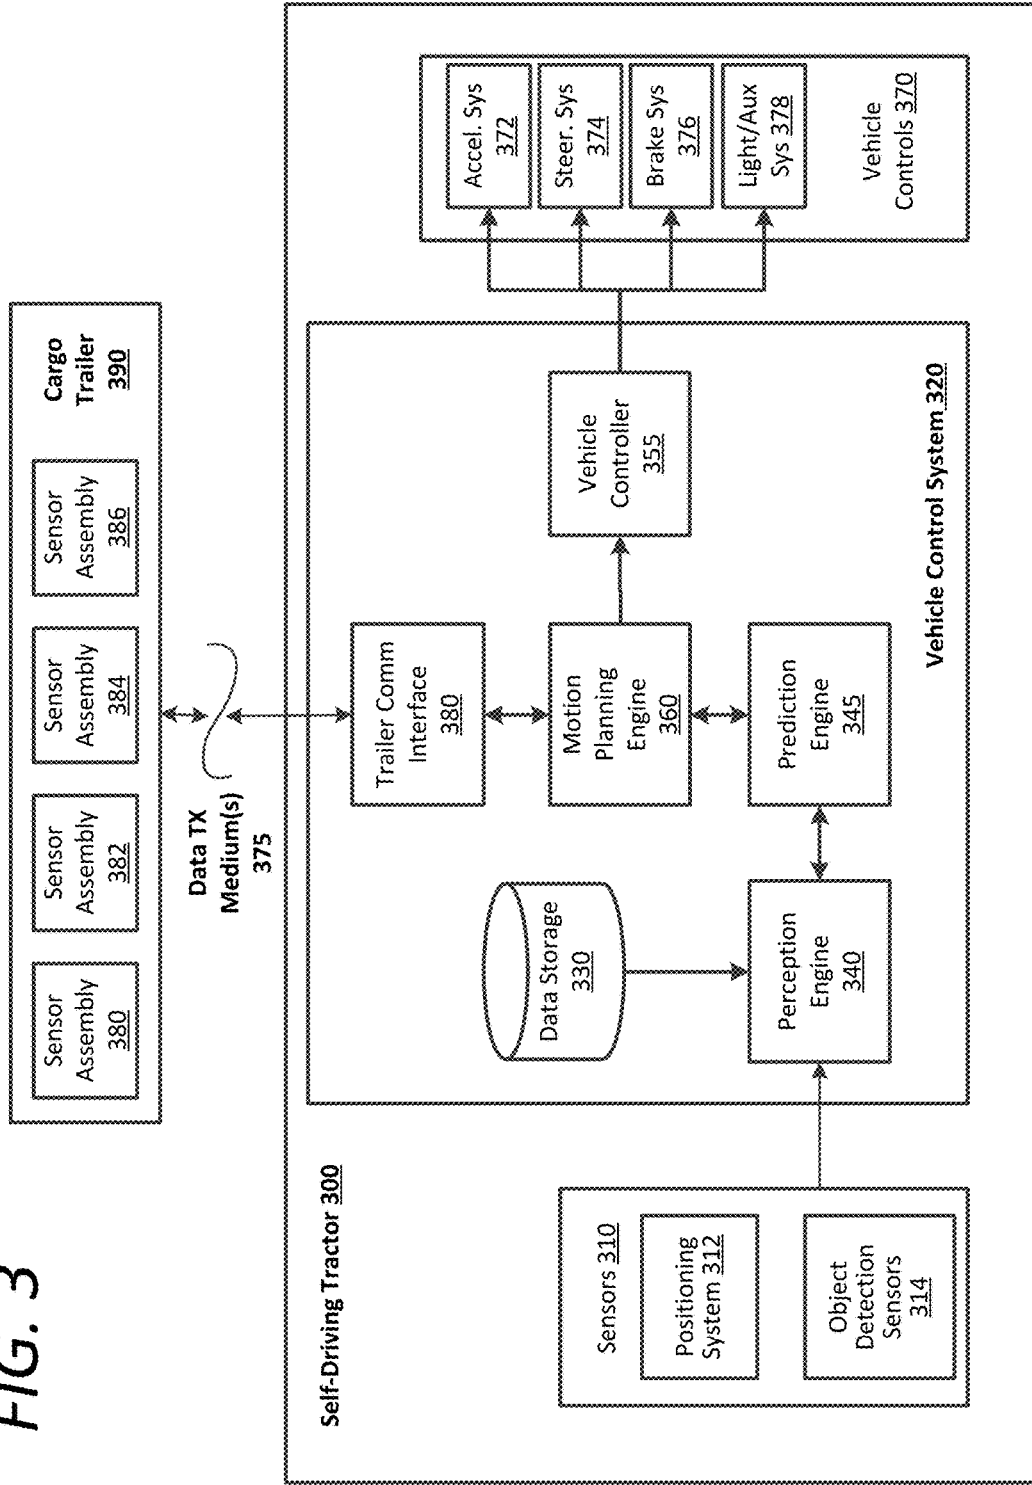 FIG. 3
Sensor
Assembly
380
Sensor
Assembly
382
Sensor
Assembly
384
Sensor
Assembly
386
Cargo
Trailer
390
Data TX
Medium(s)
375
Self-Driving Tractor 300
Sensors 310
Positioning
System 312
Object
Detection
Sensors
314
Trailer Comm
Interface
380
Data Storage
330
Motion
Planning
Engine
360
Vehicle
Controller
355
Perception
Engine
340
Prediction
Engine
345
Vehicle Control System 320
Accel. Sys
372
Steer. Sys
374
Brake Sys
376
Light/Aux
Sys 378
Vehicle
Controls 370